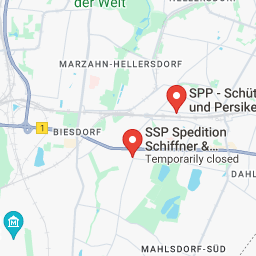 der Welt
MARZAHN-HELLERSDORF
SPP - Schüt
und Persike
1
BIESDORF
SSP Spedition
Schiffner &...
Temporarily closed
DAHL
MAHLSDORF-SÜD